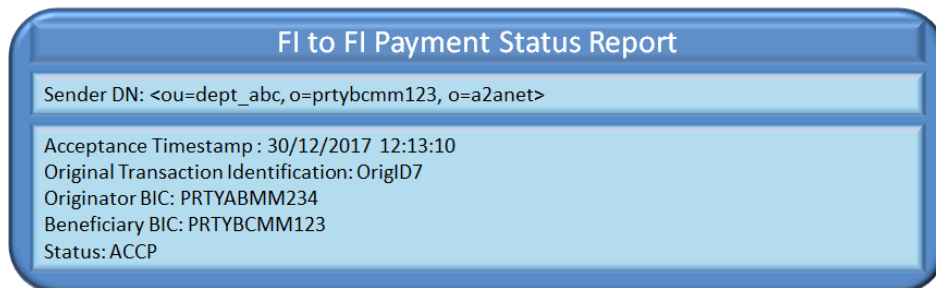 FI to FI Payment Status Report
Sender DN: <ou=dept_abc, o=prtybcmm123, o=a2anet>
Acceptance Timestamp : 30/12/2017 12:13:10
Original Transaction Identification: OrigID7
Originator BIC: PRTYABMM234
Beneficiary BIC: PRTYBCMM123
Status: ACCP